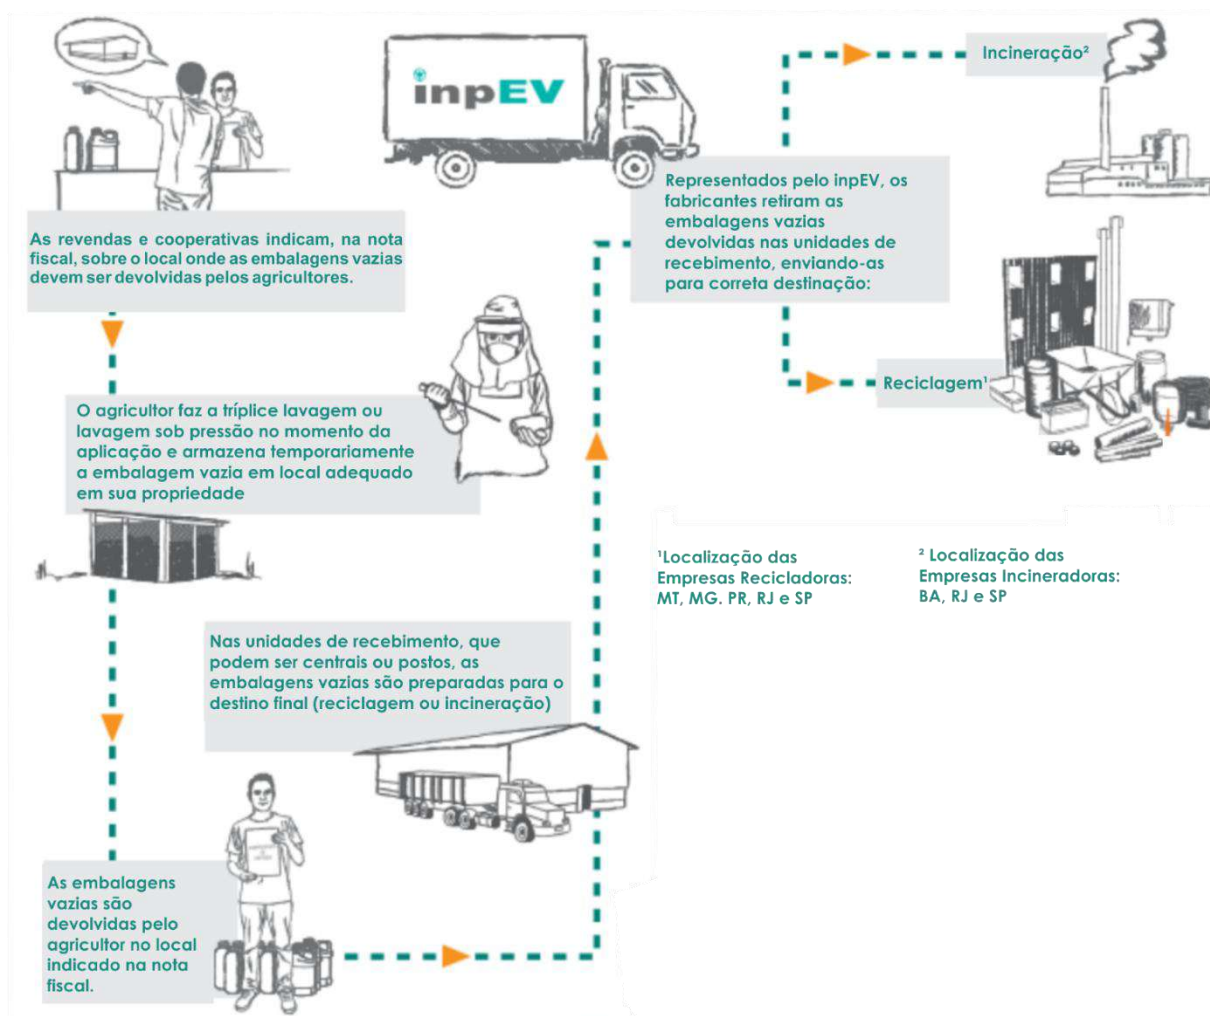 inpEV
Incineração²
As revendas e cooperativas indicam, na nota
fiscal, sobre o local onde as embalagens vazias
devem ser devolvidas pelos agricultores.
Representados pelo inpEV, os
fabricantes retiram as
embalagens vazias
devolvidas nas unidades de
recebimento, enviando-as
para correta destinação:
Reciclagem¹
O agricultor faz a tríplice lavagem ou
lavagem sob pressão no momento da
aplicação e armazena temporariamente
a embalagem vazia em local adequado
em sua propriedade
¹Localização das
Empresas Recicladoras:
MT, MG. PR, RJ e SP
² Localização das
Empresas Incineradoras:
BA, RJ e SP
Nas unidades de recebimento, que
podem ser centrais ou postos, as
embalagens vazias são preparadas para o
destino final (reciclagem ou incineração)
As embalagens
vazias são
devolvidas pelo
agricultor no local
indicado na nota
fiscal.